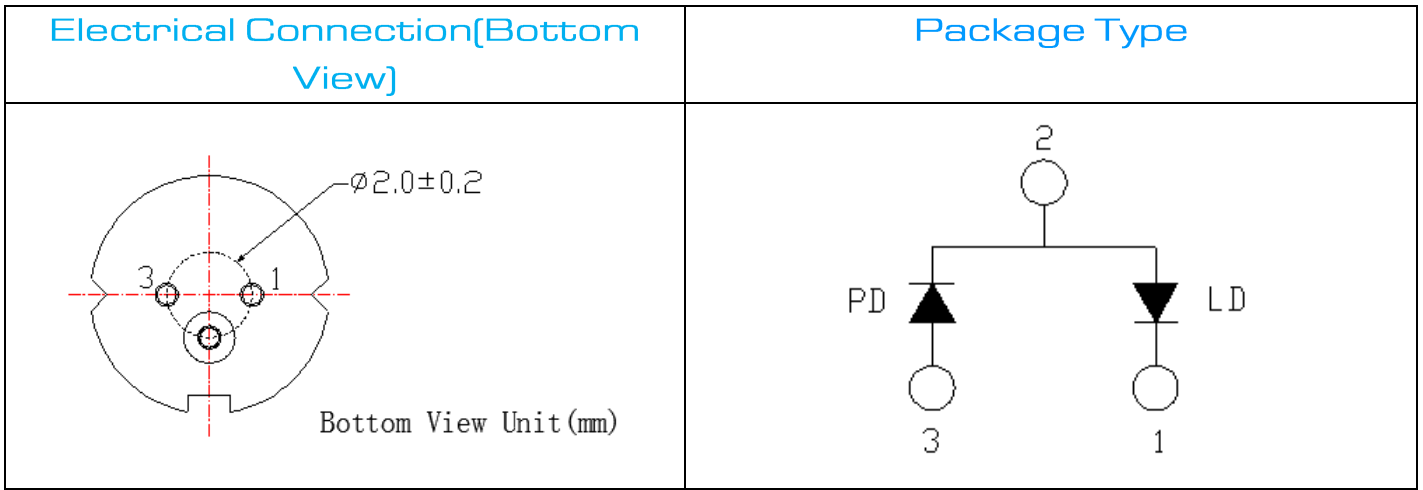 Electrical Connection(Bottom
View)
Package Type
3
1
ø2.0±0.2
Bottom View Unit(mm)
2
PD
LD
3
1